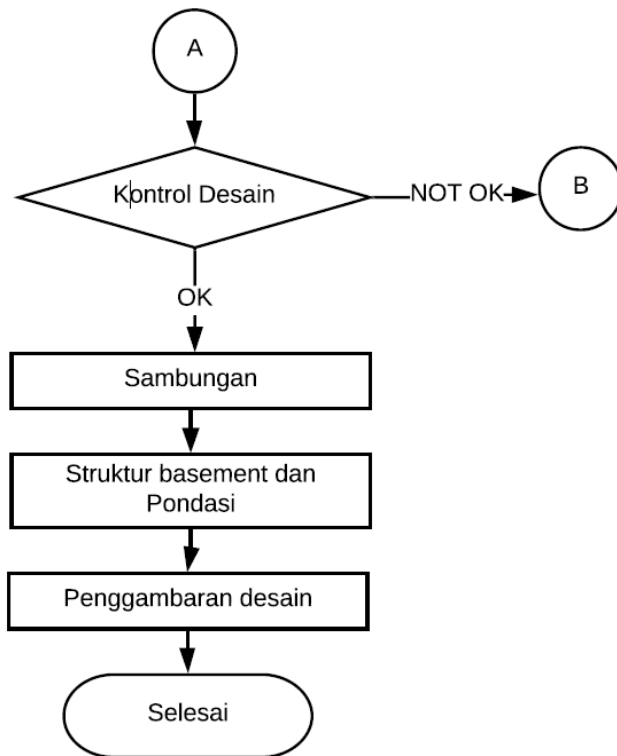 A
Kontrol Desain
NOT OK
B
OK
Sambungan
Struktur basement dan
Pondasi
Penggambaran desain
Selesai